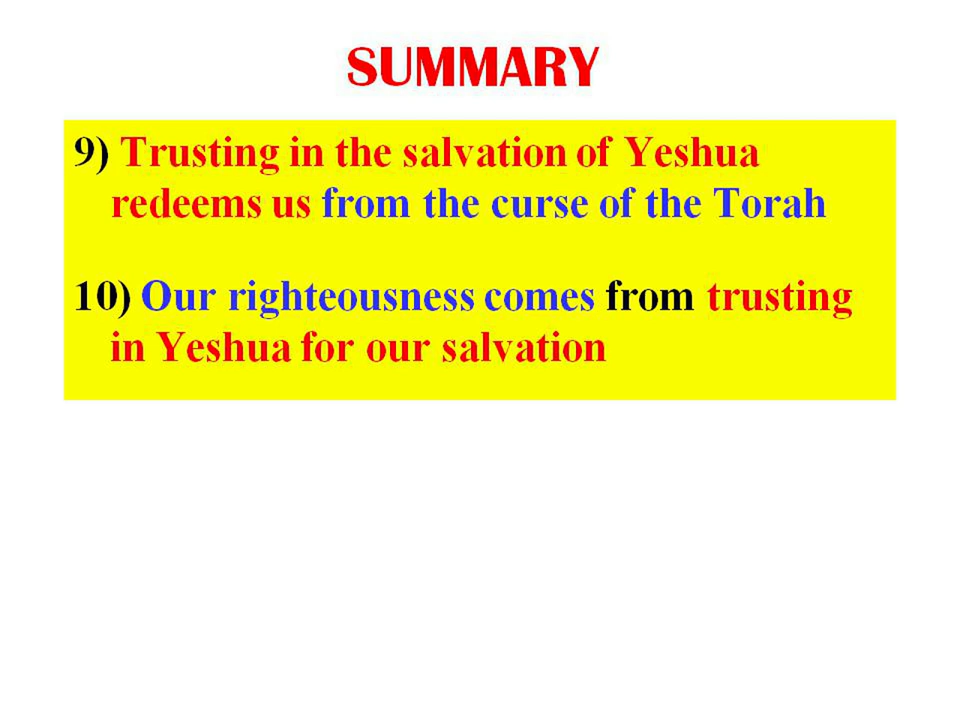 SUMMARY
9) Trusting in the salvation of Yeshua
redeems us from the curse of the Torah
10) Our righteousness comes from trusting
in Yeshua for our salvation